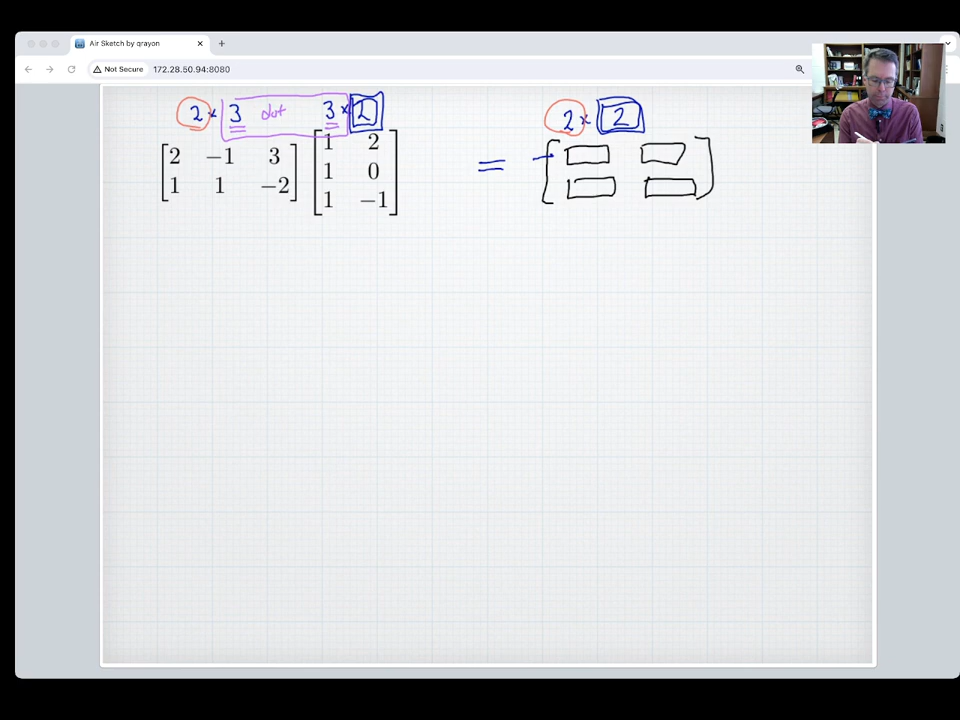 Air Sketch by qrayon
Not Secure 172.28.50.94:8080
2 × 3 dot 3 × 2 2 × 2
[2 −1 3] [1 2]
[1 1 −2] [1 0] = [ ]
[1 −1]